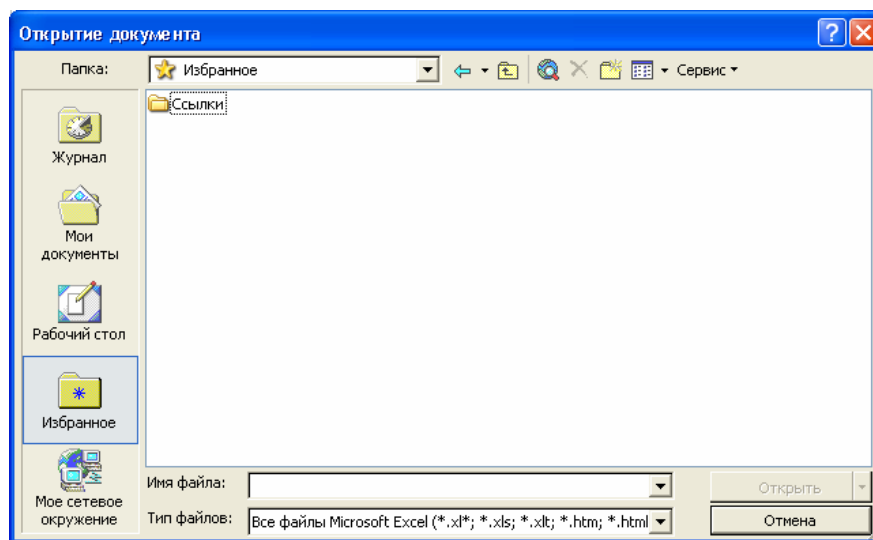 Открытие документа
Папка:
Избранное
Сервис
Ссылки
Журнал
Мои
документы
Рабочий стол
Избранное
Мое сетевое
окружение
Имя файла:
Открыть
Тип файлов:
Все файлы Microsoft Excel (*.xl*; *.xls; *.xlt; *.htm; *.html
Отмена